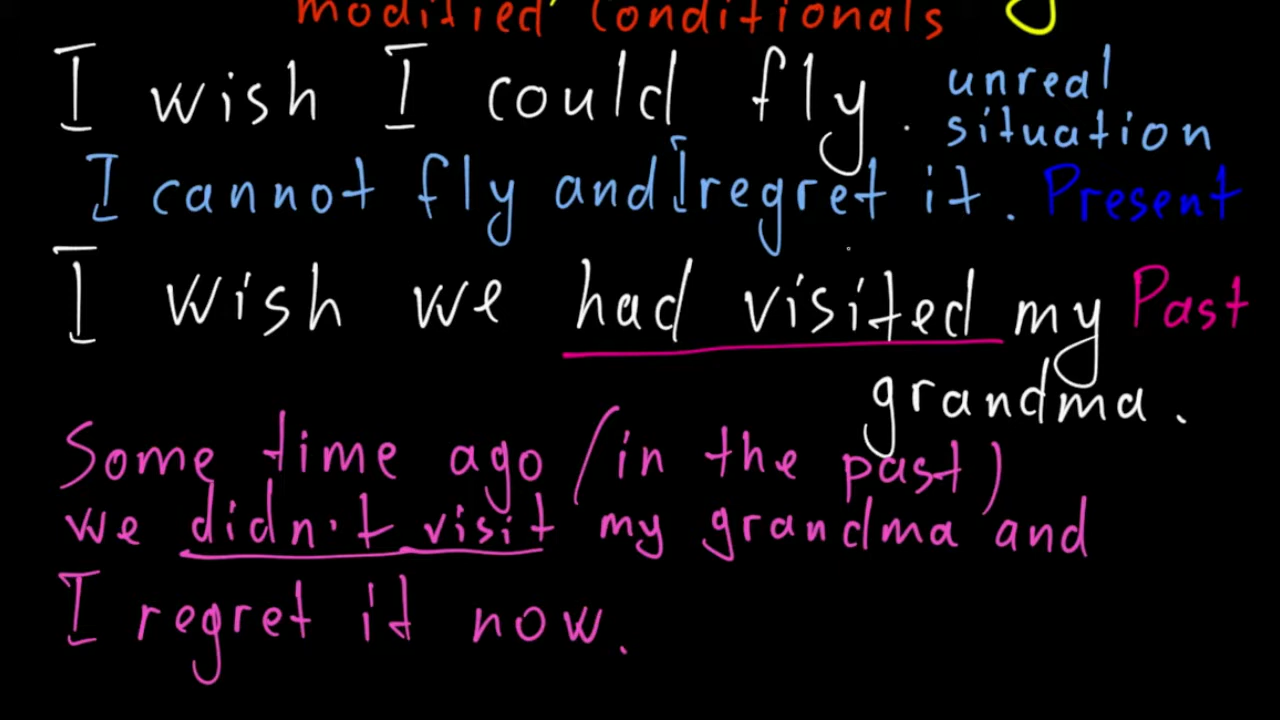 modified conditionals
I wish I could fly. unreal
situation
I cannot fly and I regret it. Present
I wish we had visited my Past
grandma.
Some time ago (in the past)
we didn't visit my grandma and
I regret it now.